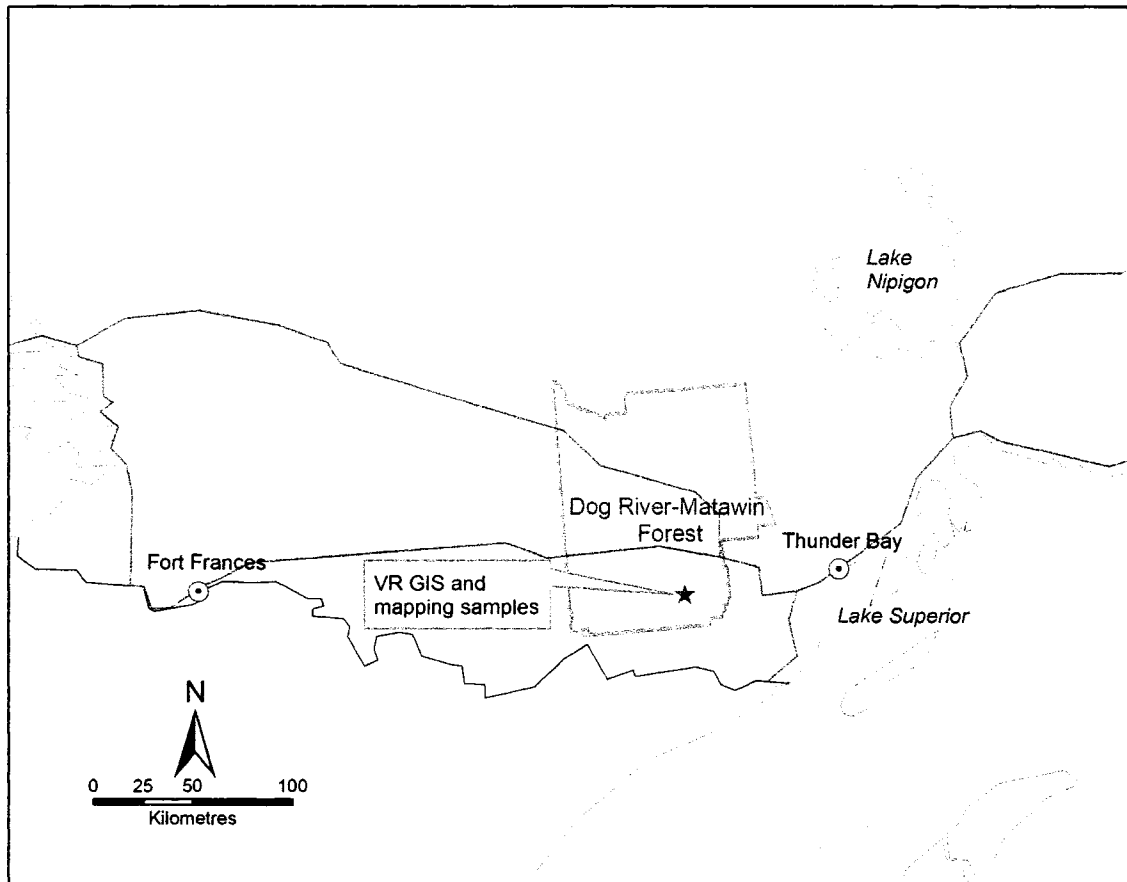 Lake
Nipigon
Dog River-Matawin
Forest
Thunder Bay
Fort Frances
VR GIS and
mapping samples
Lake Superior
N
0 25 50 100
Kilometres